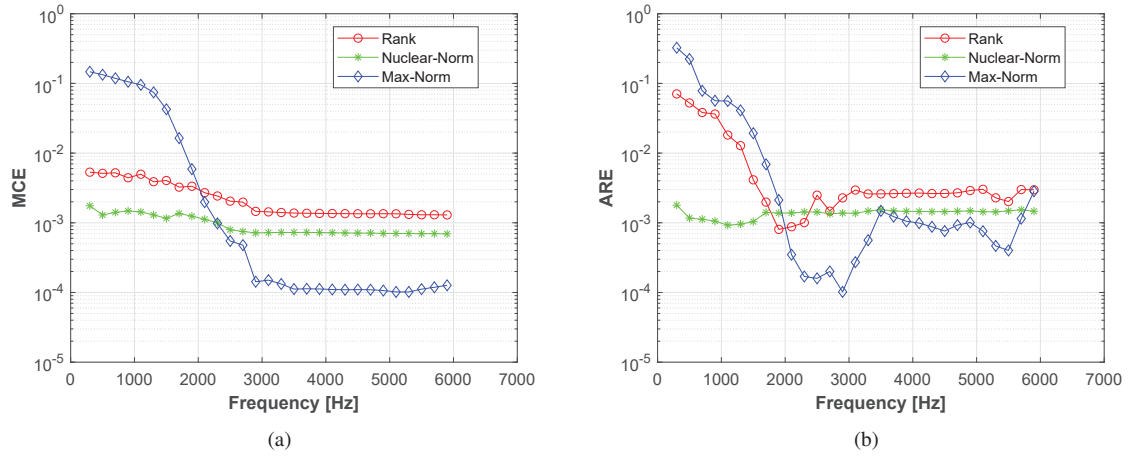 10^0
10^-1
10^-2
10^-3
10^-4
10^-5
MCE
0 1000 2000 3000 4000 5000 6000 7000
Frequency [Hz]
Rank
Nuclear-Norm
Max-Norm
(a)
10^0
10^-1
10^-2
10^-3
10^-4
10^-5
ARE
0 1000 2000 3000 4000 5000 6000 7000
Frequency [Hz]
Rank
Nuclear-Norm
Max-Norm
(b)